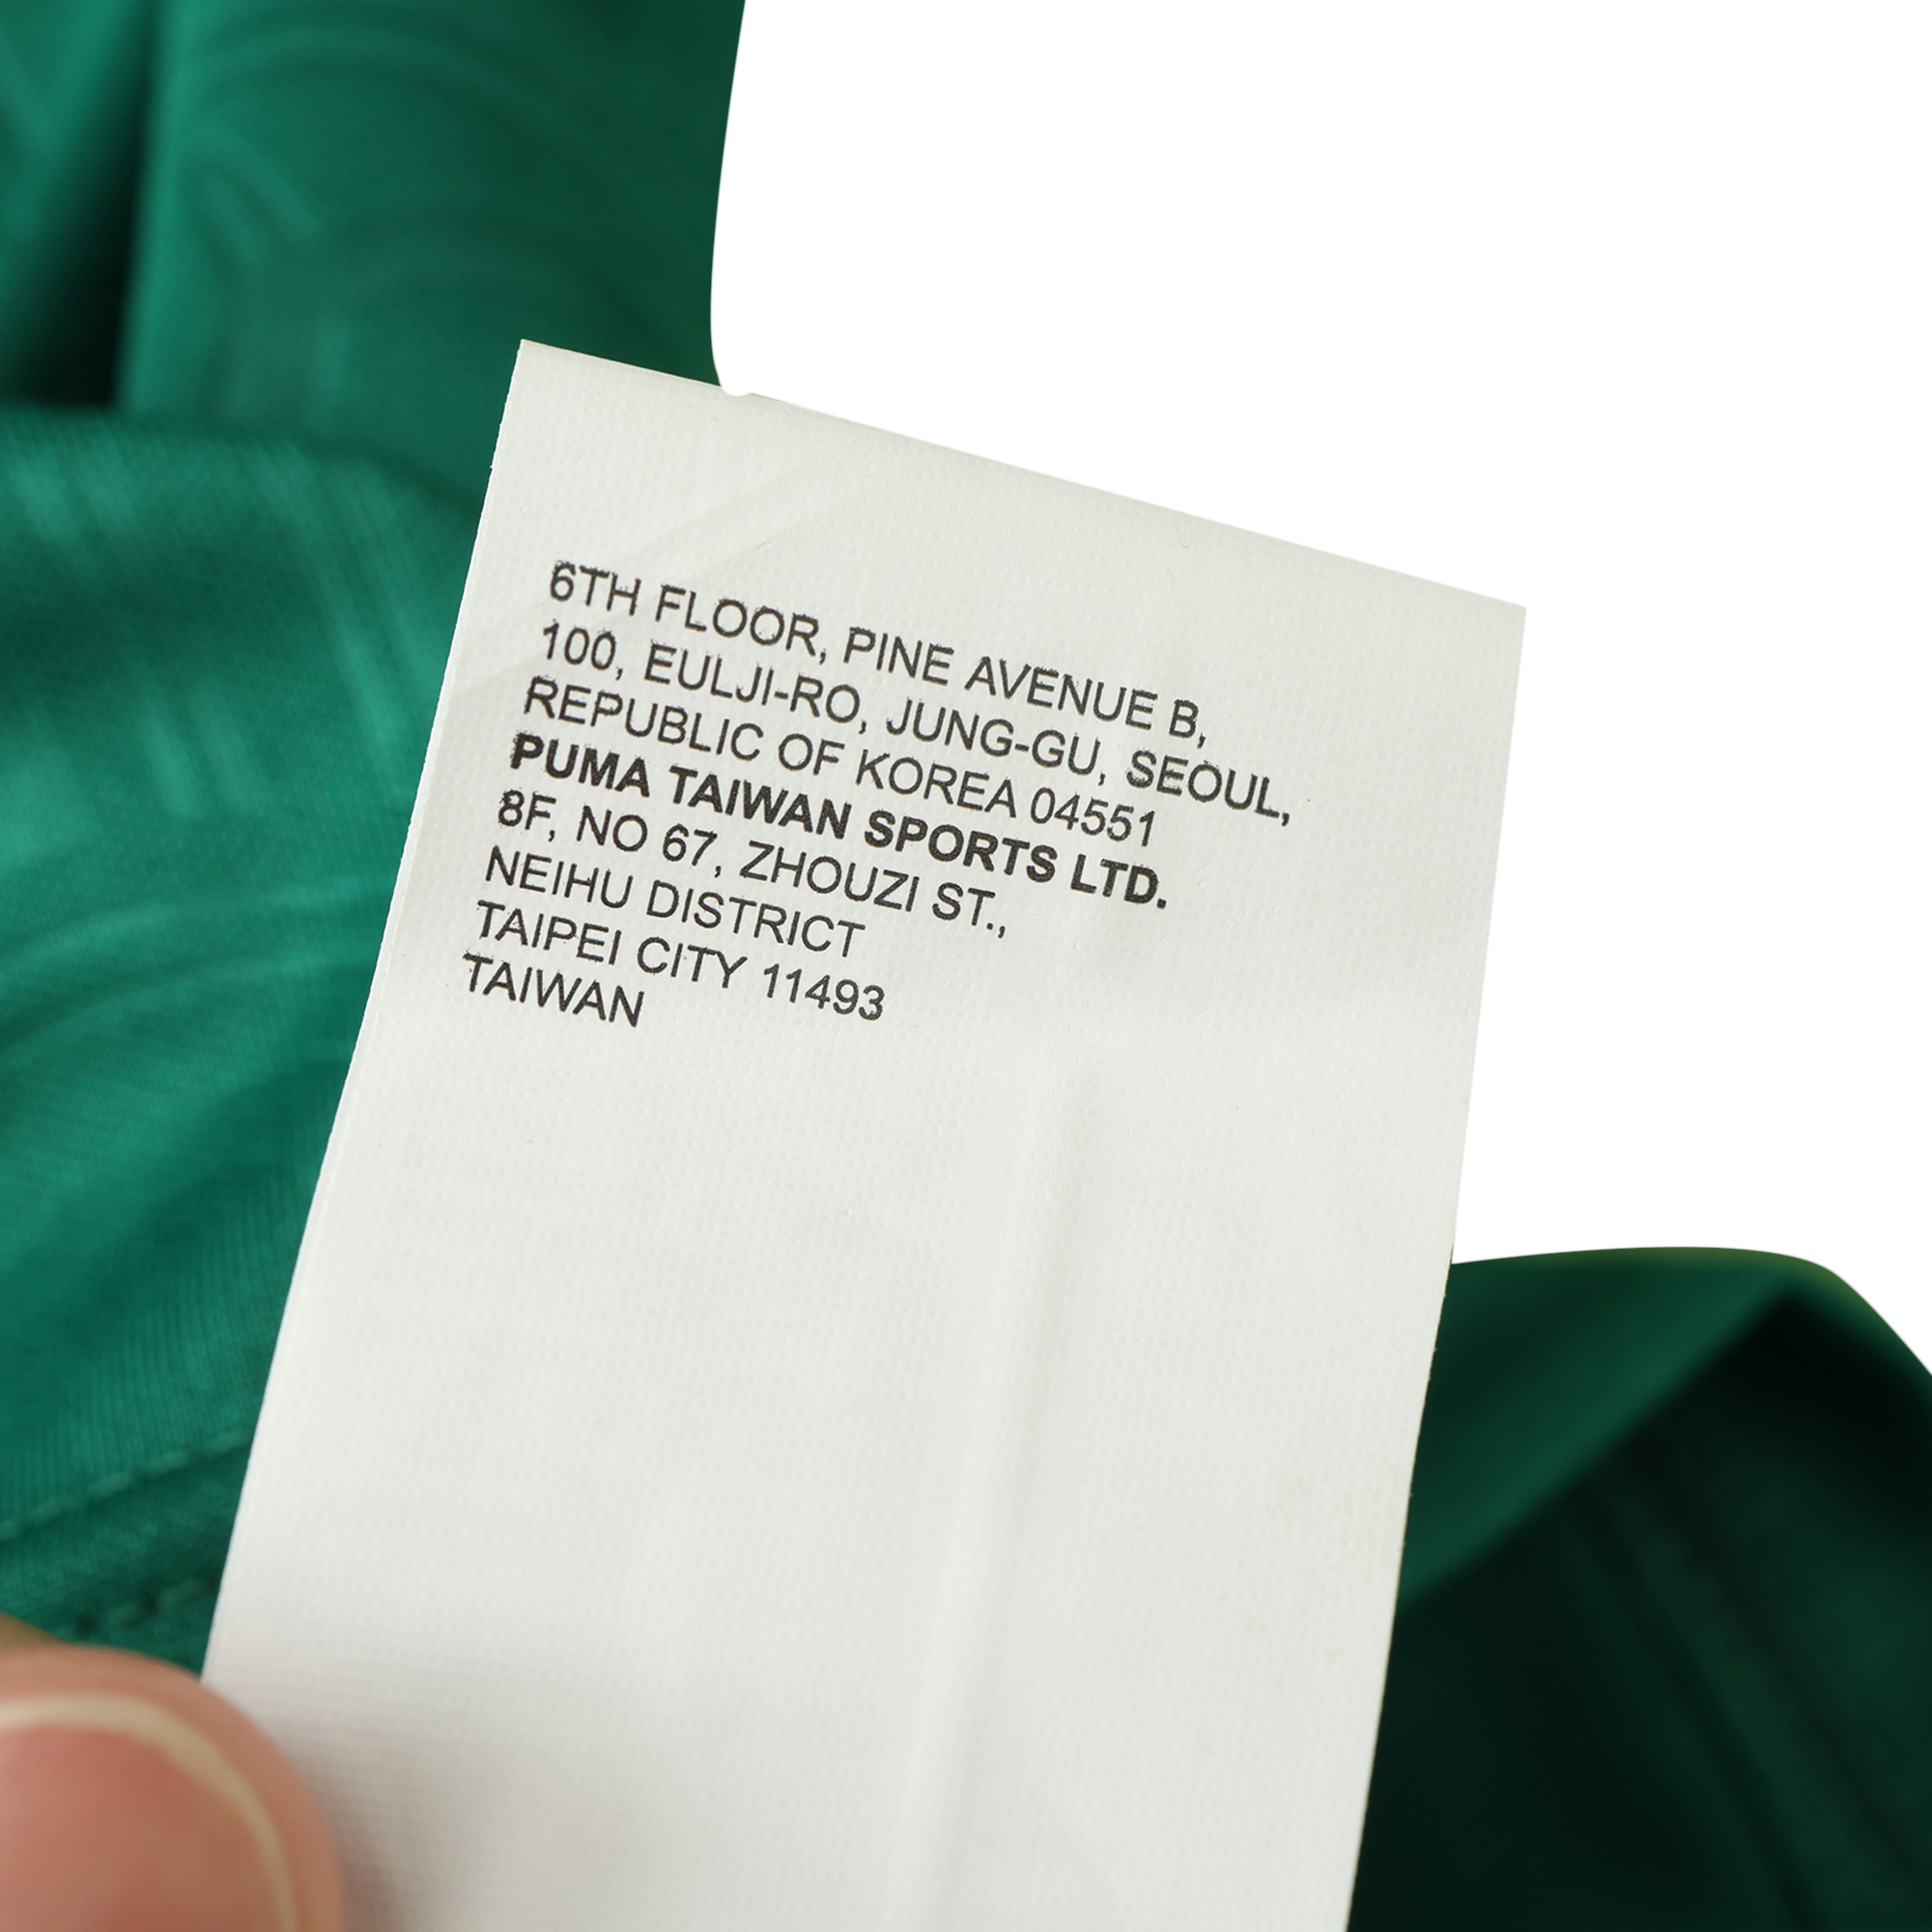 6TH FLOOR, PINE AVENUE B,
100, EULJI-RO, JUNG-GU, SEOUL,
REPUBLIC OF KOREA 04551
PUMA TAIWAN SPORTS LTD.
8F, NO 67, ZHOUZI ST.,
NEIHU DISTRICT
TAIPEI CITY 11493
TAIWAN